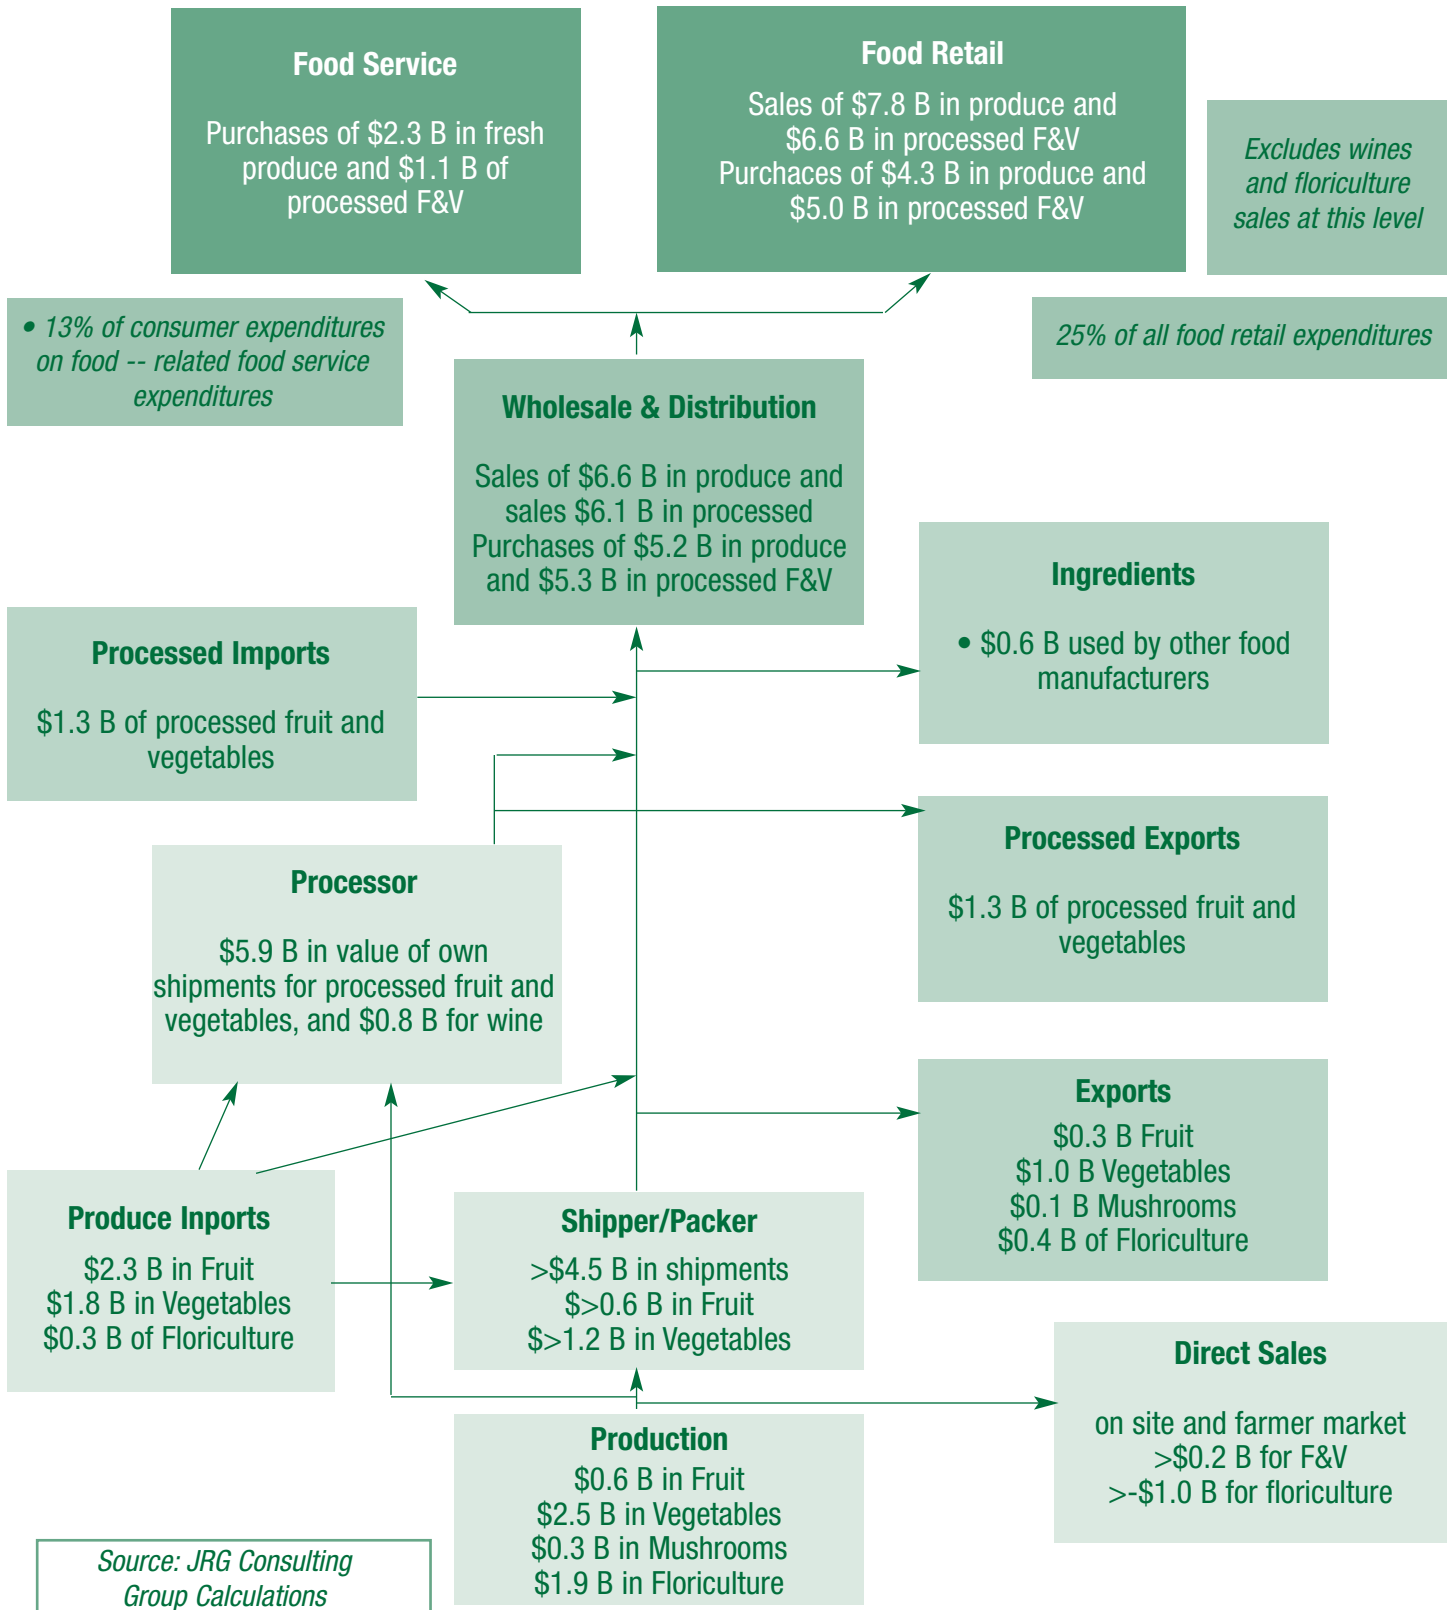 Food Service
Purchases of $2.3 B in fresh
produce and $1.1 B of
processed F&V
Food Retail
Sales of $7.8 B in produce and
$6.6 B in processed F&V
Purchaces of $4.3 B in produce and
$5.0 B in processed F&V
Excludes wines
and floriculture
sales at this level
• 13% of consumer expenditures
on food -- related food service
expenditures
25% of all food retail expenditures
Wholesale & Distribution
Sales of $6.6 B in produce and
sales $6.1 B in processed
Purchases of $5.2 B in produce
and $5.3 B in processed F&V
Ingredients
• $0.6 B used by other food
manufacturers
Processed Imports
$1.3 B of processed fruit and
vegetables
Processed Exports
$1.3 B of processed fruit and
vegetables
Processor
$5.9 B in value of own
shipments for processed fruit and
vegetables, and $0.8 B for wine
Exports
$0.3 B Fruit
$1.0 B Vegetables
$0.1 B Mushrooms
$0.4 B of Floriculture
Produce Inports
$2.3 B in Fruit
$1.8 B in Vegetables
$0.3 B of Floriculture
Shipper/Packer
>$4.5 B in shipments
$>0.6 B in Fruit
$>1.2 B in Vegetables
Direct Sales
on site and farmer market
>$0.2 B for F&V
>-$1.0 B for floriculture
Production
$0.6 B in Fruit
$2.5 B in Vegetables
$0.3 B in Mushrooms
$1.9 B in Floriculture
Source: JRG Consulting
Group Calculations